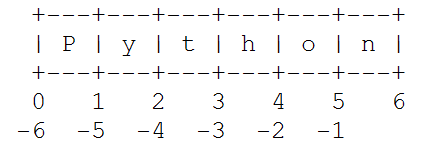 +---+---+---+---+---+---+
| P | y | t | h | o | n |
+---+---+---+---+---+---+
0   1   2   3   4   5   6
-6  -5  -4  -3  -2  -1